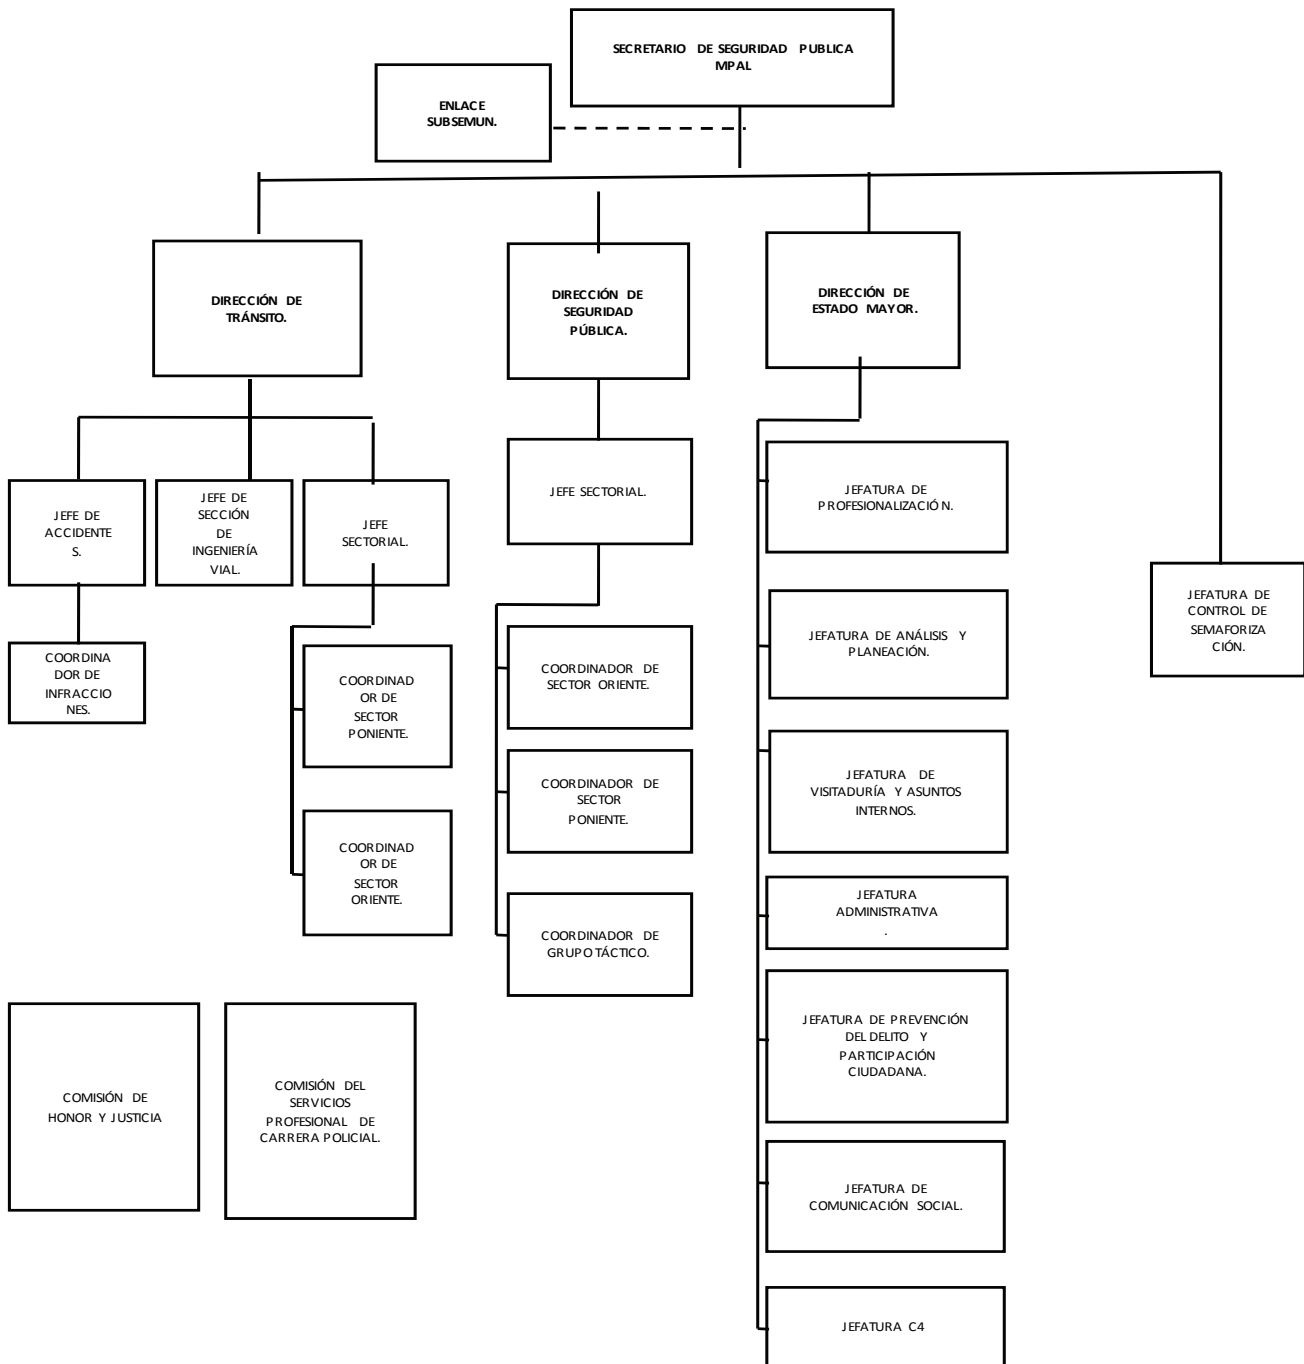 SECRETARIO DE SEGURIDAD PUBLICA
MPAL
ENLACE
SUBSEMUN.
DIRECCIÓN DE
TRÁNSITO.
DIRECCIÓN DE
SEGURIDAD
PÚBLICA.
DIRECCIÓN DE
ESTADO MAYOR.
JEFE DE
ACCIDENTE
S.
JEFE DE
SECCIÓN
DE
INGENIERÍA
VIAL.
JEFE
SECTORIAL.
JEFE SECTORIAL.
JEFATURA DE
PROFESIONALIZACIÓN.
JEFATURA DE
CONTROL DE
SEMAFORIZA
CIÓN.
COORDINA
DOR DE
INFRACCIO
NES.
COORDINAD
OR DE
SECTOR
PONIENTE.
COORDINADOR DE
SECTOR ORIENTE.
JEFATURA DE ANÁLISIS Y
PLANEACIÓN.
COORDINAD
OR DE
SECTOR
ORIENTE.
COORDINADOR DE
SECTOR
PONIENTE.
JEFATURA DE
VISITADURÍA Y ASUNTOS
INTERNOS.
COORDINADOR DE
GRUPO TÁCTICO.
JEFATURA
ADMINISTRATIVA
.
COMISIÓN DE
HONOR Y JUSTICIA
COMISIÓN DEL
SERVICIOS
PROFESIONAL DE
CARRERA POLICIAL.
JEFATURA DE PREVENCIÓN
DEL DELITO Y
PARTICIPACIÓN
CIUDADANA.
JEFATURA DE
COMUNICACIÓN SOCIAL.
JEFATURA C4